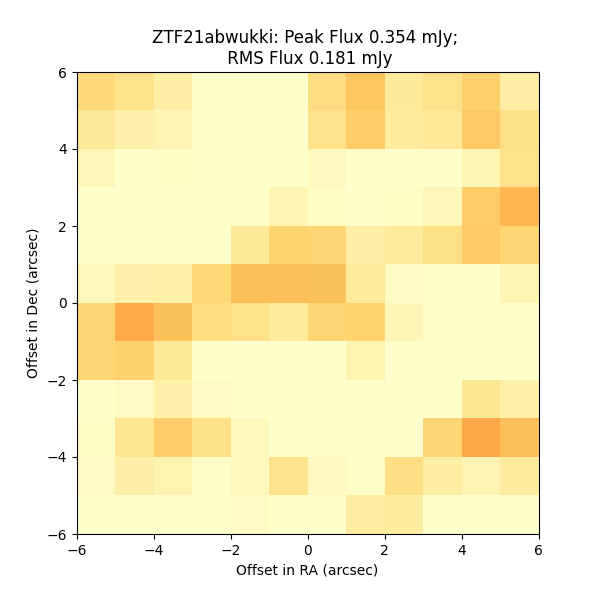 ZTF21abwukki: Peak Flux 0.354 mJy;
RMS Flux 0.181 mJy
6
4
2
0
−2
−4
−6
Offset in Dec (arcsec)
−6 −4 −2 0 2 4 6
Offset in RA (arcsec)